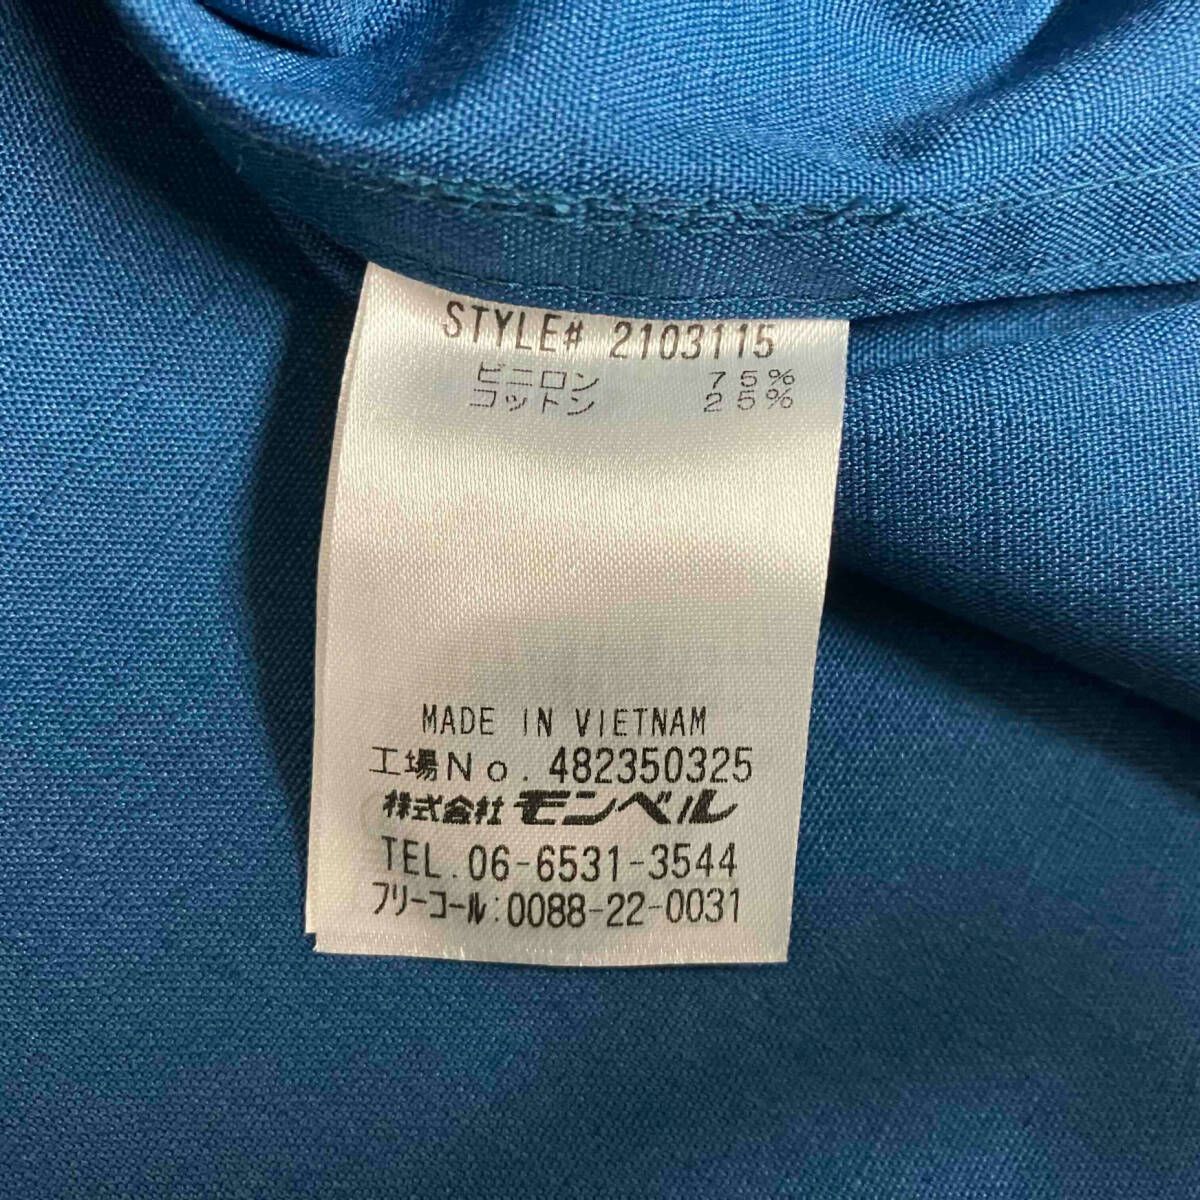 STYLE# 2103115
ビニロン 75%
コットン 25%
MADE IN VIETNAM
工場No. 482350325
株式会社 モンベル
TEL. 06-6531-3544
フリーコール:0088-22-0031